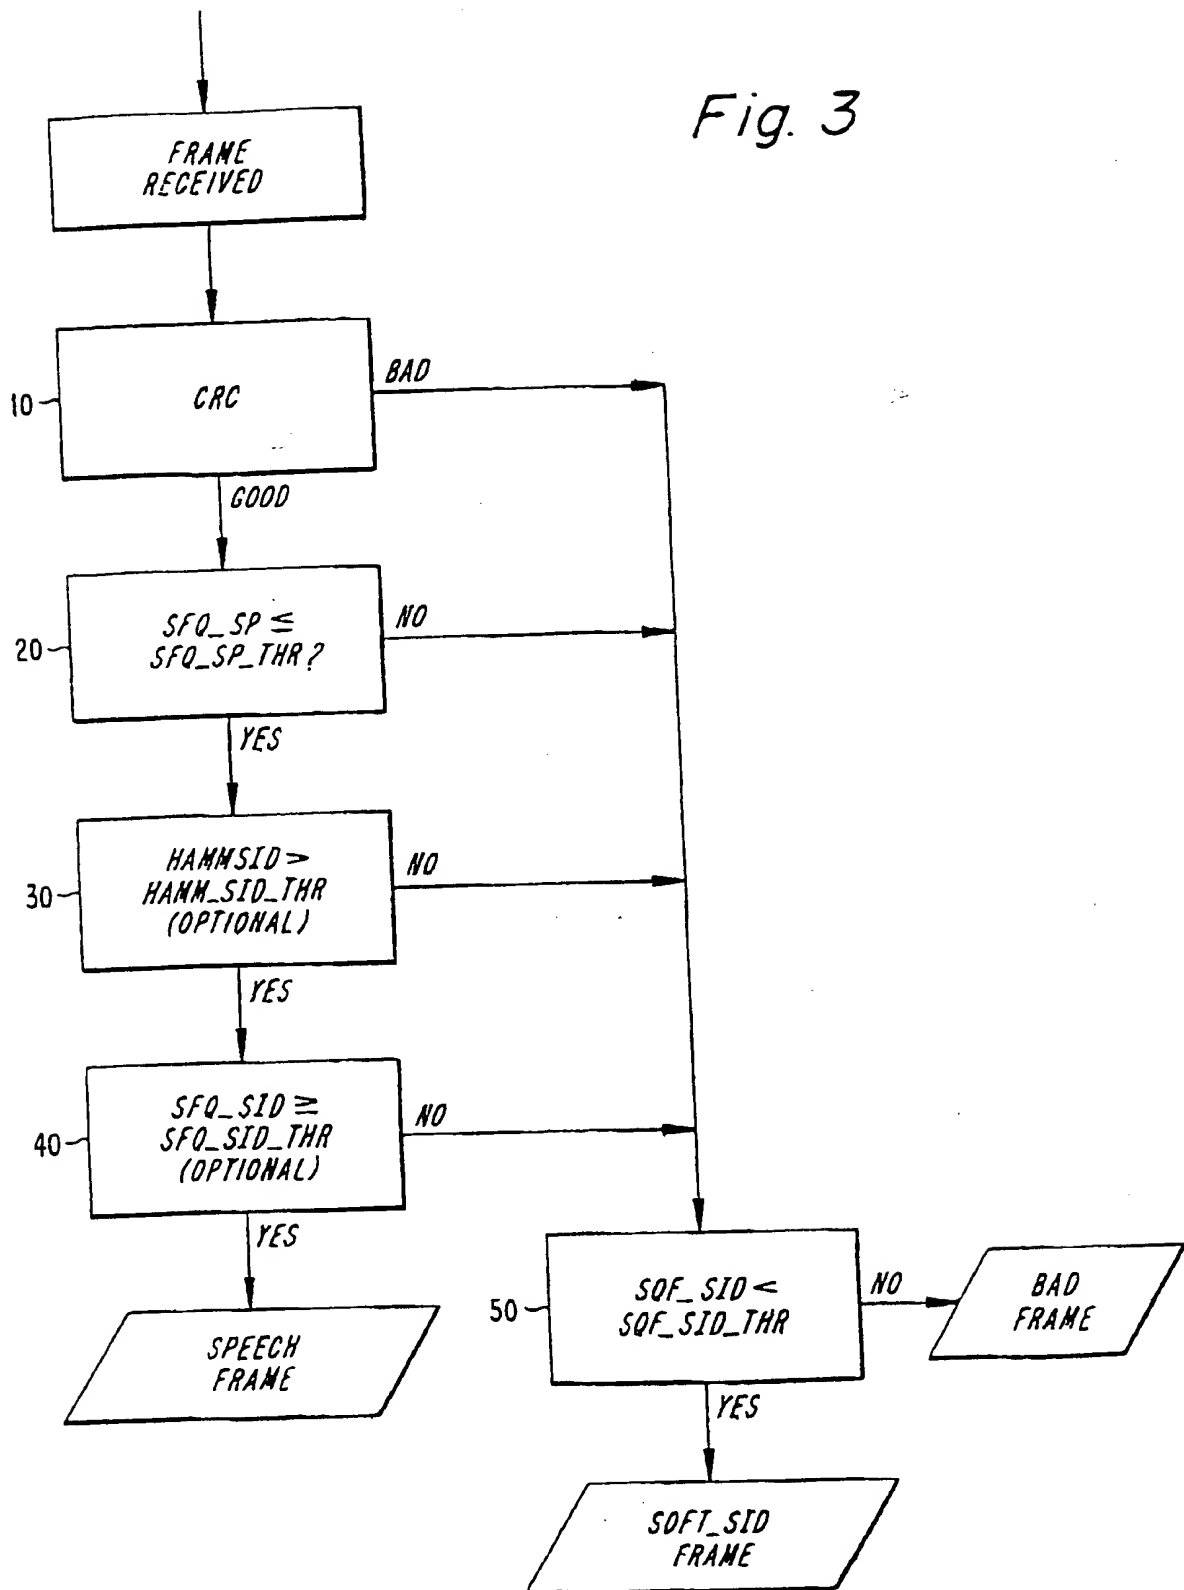 Fig. 3
FRAME
RECEIVED
10
CRC
BAD
GOOD
20
SFQ_SP ≤
SFQ_SP_THR?
NO
YES
30
HAMMSID >
HAMM_SID_THR
(OPTIONAL)
NO
YES
40
SFQ_SID ≥
SFQ_SID_THR
(OPTIONAL)
NO
YES
SPEECH
FRAME
50
SQF_SID <
SQF_SID_THR
NO
BAD
FRAME
YES
SOFT_SID
FRAME